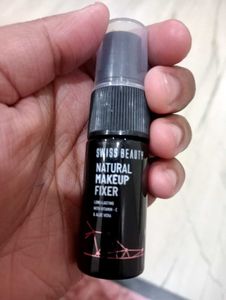 SWISS BEAUTY
NATURAL
MAKEUP
FIXER
LONG LASTING
WITH VITAMIN - E
& ALOE VERA